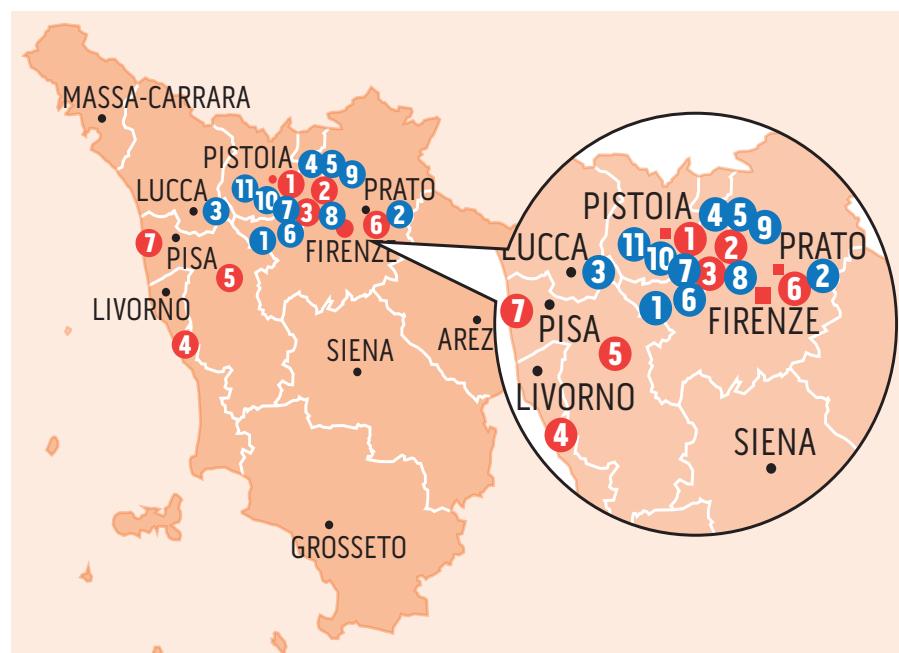 MASSA-CARRARA
PISTOIA
4 5 9
11 10 1 2
LUCCA
PRATO
3
7 3 8
6 2
1 6
FIRENZE
7
PISA
5
LIVORNO
4
AREZ
SIENA
GROSSETO
PISTOIA
4 5 9
11 10 1 2
LUCCA
PRATO
3
7 3 8
6 2
1 6
FIRENZE
7
PISA
5
LIVORNO
4
SIENA